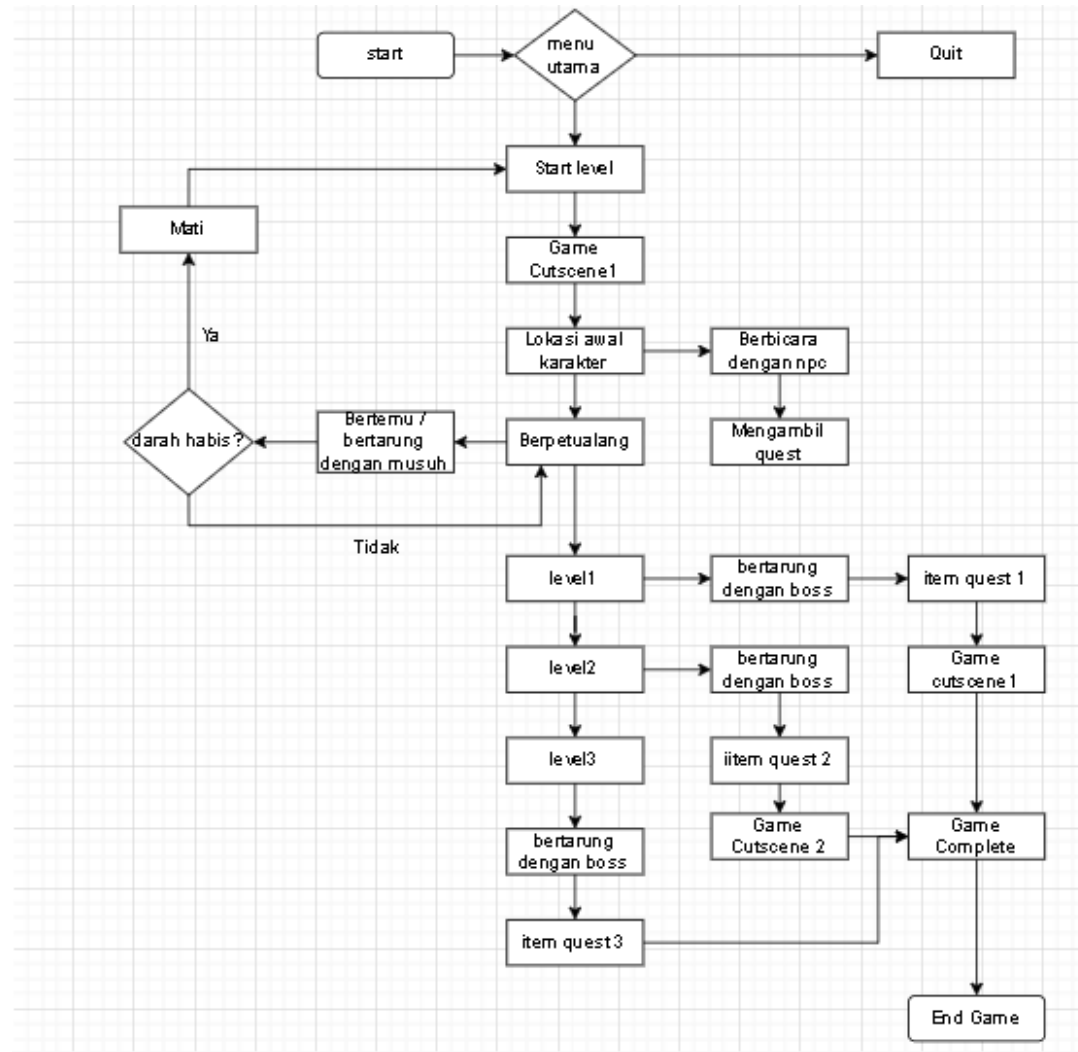 start
menu
utama
Quit
Start level
Mati
Game
Cutscene1
Ya
Lokasi awal
karakter
Berbicara
dengan npc
darah habis?
Bertemu /
bertarung
dengan musuh
Berpetualang
Mengambil
quest
Tidak
level1
bertarung
dengan boss
item quest 1
level2
bertarung
dengan boss
Game
cutscene1
level3
iitem quest 2
bertarung
dengan boss
Game
Cutscene 2
Game
Complete
item quest 3
End Game